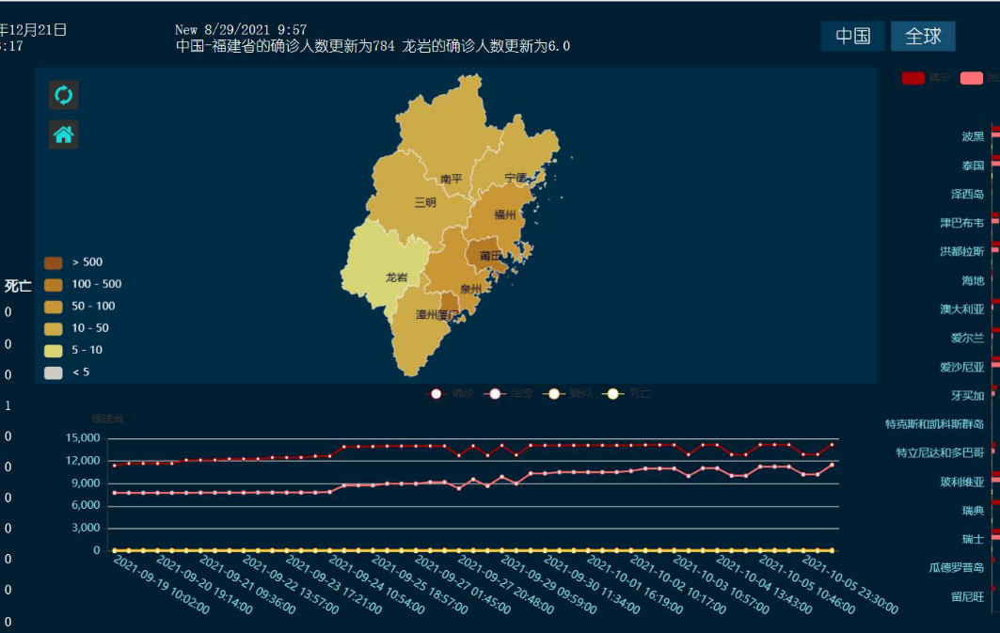 年12月21日
:17
New 8/29/2021 9:57
中国-福建省的确诊人数更新为784 龙岩的确诊人数更新为6.0
中国
全球
确诊
治
死亡
0
0
0
1
0
0
0
0
0
0
0
南平
宁德
三明
福州
莆田
龙岩
泉州
漳州
厦门
> 500
100 - 500
50 - 100
10 - 50
5 - 10
< 5
确诊
治愈
疑似
死亡
福建省
15,000
12,000
9,000
6,000
3,000
0
2021-09-19 10:02:00
2021-09-20 19:14:00
2021-09-21 09:36:00
2021-09-22 13:57:00
2021-09-23 17:21:00
2021-09-24 10:54:00
2021-09-25 18:57:00
2021-09-27 01:45:00
2021-09-27 20:48:00
2021-09-29 09:59:00
2021-09-30 11:34:00
2021-10-01 16:19:00
2021-10-02 10:17:00
2021-10-03 10:57:00
2021-10-04 13:43:00
2021-10-05 10:46:00
2021-10-05 23:30:00
波黑
泰国
泽西岛
津巴布韦
洪都拉斯
海地
澳大利亚
爱尔兰
爱沙尼亚
牙买加
特克斯和凯科斯群岛
特立尼达和多巴哥
玻利维亚
瑞典
瑞士
瓜德罗普岛
留尼旺